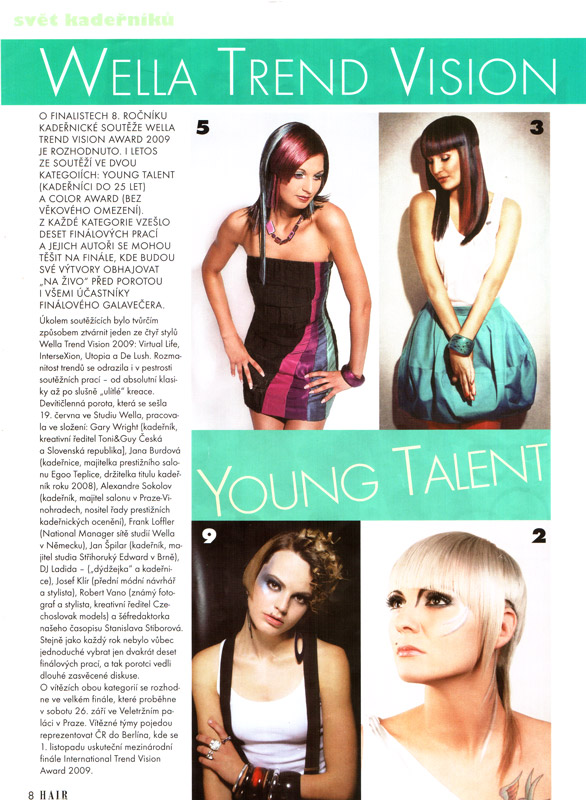 svět kadeřníků
WELLA TREND VISION
O FINALISTECH 8. ROČNÍKU
KADEŘNICKÉ SOUTĚŽE WELLA
TREND VISION AWARD 2009
JE ROZHODNUTO. I LETOS
ZE SOUTĚŽÍ VE DVOU
KATEGOIÍCH: YOUNG TALENT
(KADEŘNÍCI DO 25 LET)
A COLOR AWARD (BEZ
VĚKOVÉHO OMEZENÍ).
Z KAŽDÉ KATEGORIE VZEŠLO
DESET FINÁLOVÝCH PRACÍ
A JEJICH AUTOŘI SE MOHOU
TĚŠIT NA FINÁLE, KDE BUDOU
SVÉ VÝTVORY OBHAJOVAT
„NA ŽIVO“ PŘED POROTOU
I VŠEMI ÚČASTNÍKY
FINÁLOVÉHO GALAVEČERA.
Úkolem soutěžících bylo tvůrčím
způsobem ztvárnit jeden ze čtyř stylů
Wella Trend Vision 2009: Virtual Life,
InterseXion, Utopia a De Lush. Rozma-
nitost trendů se odrazila i v pestrosti
soutěžních prací – od absolutní klasi-
ky až po slušně „ulítlé“ kreace.
Devítičlenná porota, která se sešla
19. června ve Studiu Wella, pracova-
la ve složení: Gary Wright (kadeřník,
kreativní ředitel Toni&Guy Česká
a Slovenská republika), Jana Burdová
(kadeřnice, majitelka prestižního salo-
nu Egoo Teplice, držitelka titulu kadeř-
ník roku 2008), Alexandre Sokolov
(kadeřník, majitel salonu v Praze-Vi-
nohradech, nositel řady prestižních
kadeřnických ocenění), Frank Loffler
(National Manager sítě studií Wella
v Německu), Jan Špilar (kadeřník, ma-
jitel studia Střihoruký Edward v Brně),
DJ Ladida – („dýdžejka“ a kadeřni-
ce), Josef Klír (přední módní návrhář
a stylista), Robert Vano (známý foto-
graf a stylista, kreativní ředitel Cze-
choslovak models) a šéfredaktorka
našeho časopisu Stanislava Stiborová.
Stejně jako každý rok nebylo vůbec
jednoduché vybrat jen dvakrát deset
finálových prací, a tak porotci vedli
dlouhé zasvěcené diskuse.
O vítězích obou kategorií se rozhod-
ne ve velkém finále, které proběhne
v sobotu 26. září ve Veletržním pa-
láci v Praze. Vítězné týmy pojedou
reprezentovat ČR do Berlína, kde se
1. listopadu uskuteční mezinárodní
finále International Trend Vision
Award 2009.
5
3
YOUNG TALENT
9
2
8 HAIR